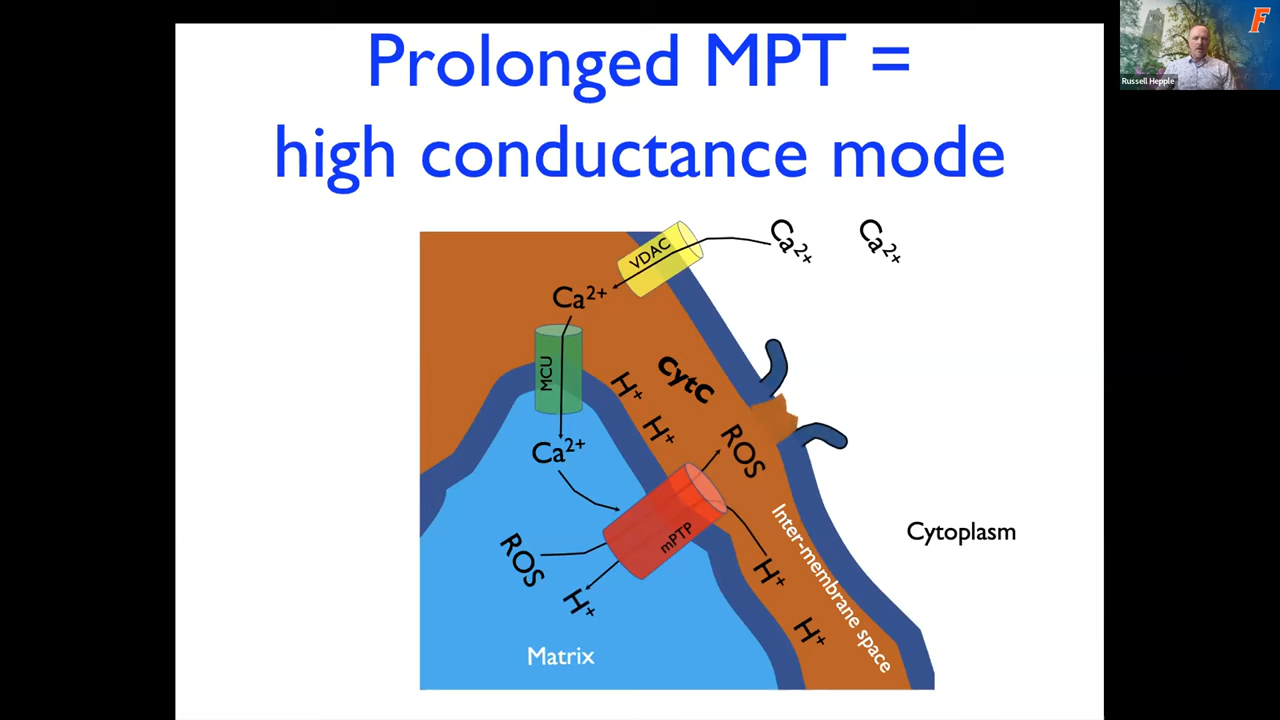 Prolonged MPT =
high conductance mode
F
Russell Hepple
VDAC
Ca²⁺
Ca²⁺
Ca²⁺
MCU
CytC
H⁺
H⁺
Ca²⁺
ROS
mPTP
ROS
H⁺
H⁺
H⁺
Inter-membrane space
Cytoplasm
Matrix